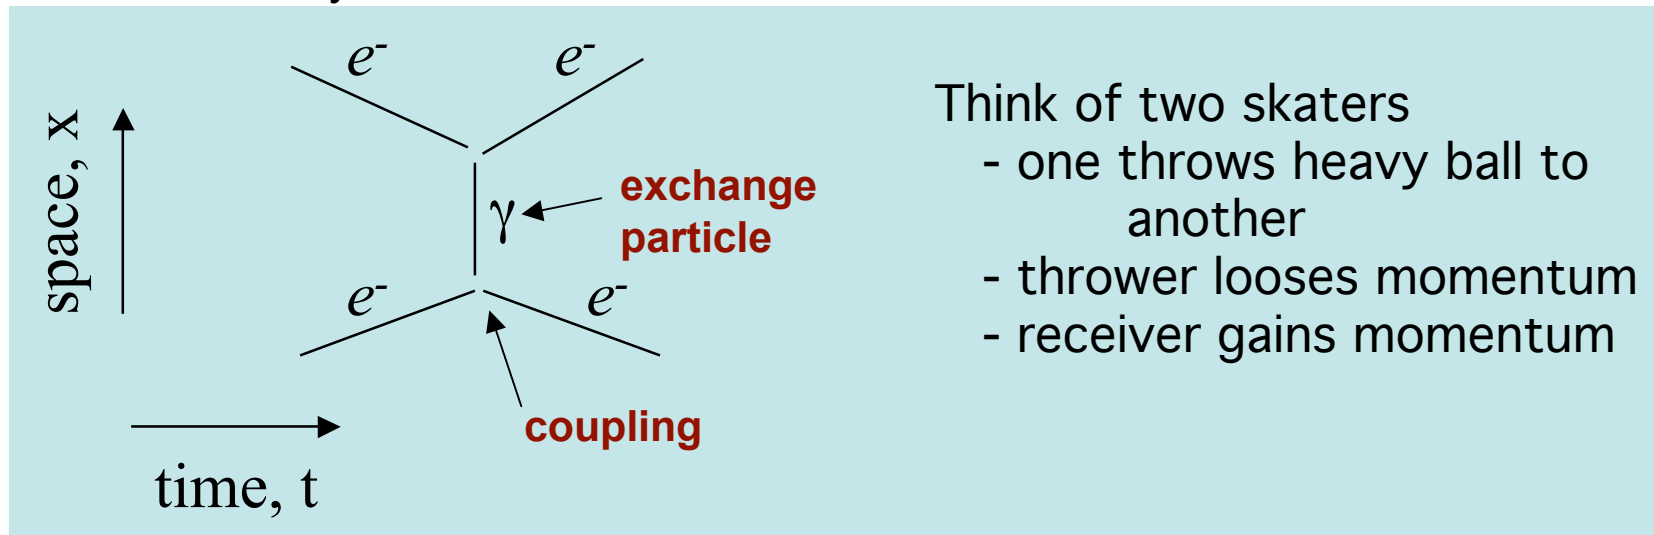 e⁻ e⁻
space, x
γ
exchange
particle
e⁻ e⁻
coupling
time, t
Think of two skaters
- one throws heavy ball to
another
- thrower looses momentum
- receiver gains momentum